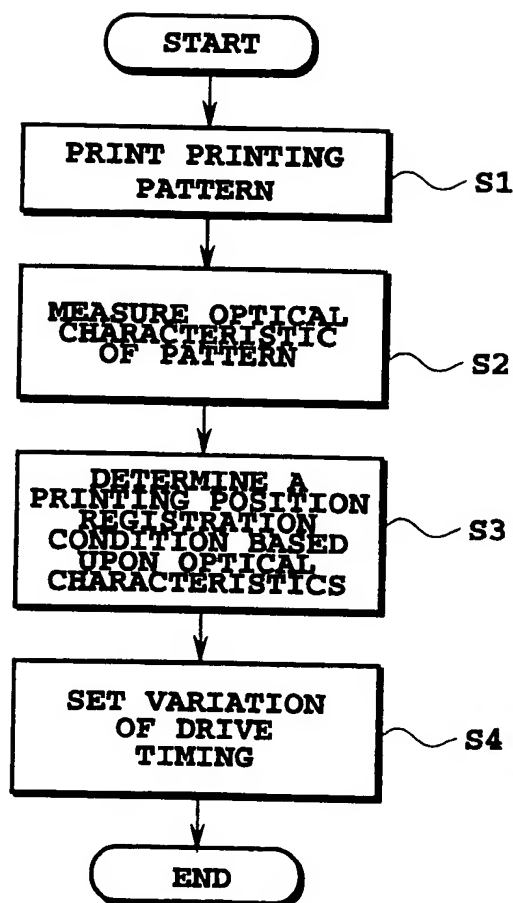 START
PRINT PRINTING
PATTERN
S1
MEASURE OPTICAL
CHARACTERISTIC
OF PATTERN
S2
DETERMINE A
PRINTING POSITION
REGISTRATION
CONDITION BASED
UPON OPTICAL
CHARACTERISTICS
S3
SET VARIATION
OF DRIVE
TIMING
S4
END